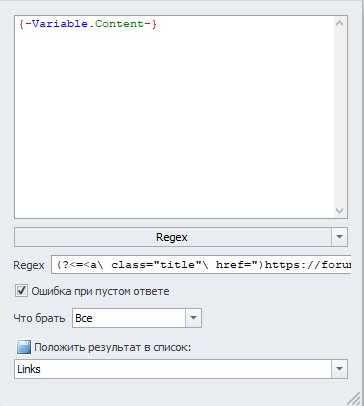 {-Variable.Content-}
Regex
Regex (?<=<a\ class="title"\ href=")https://foru
Ошибка при пустом ответе
Что брать Все
Положить результат в список:
Links